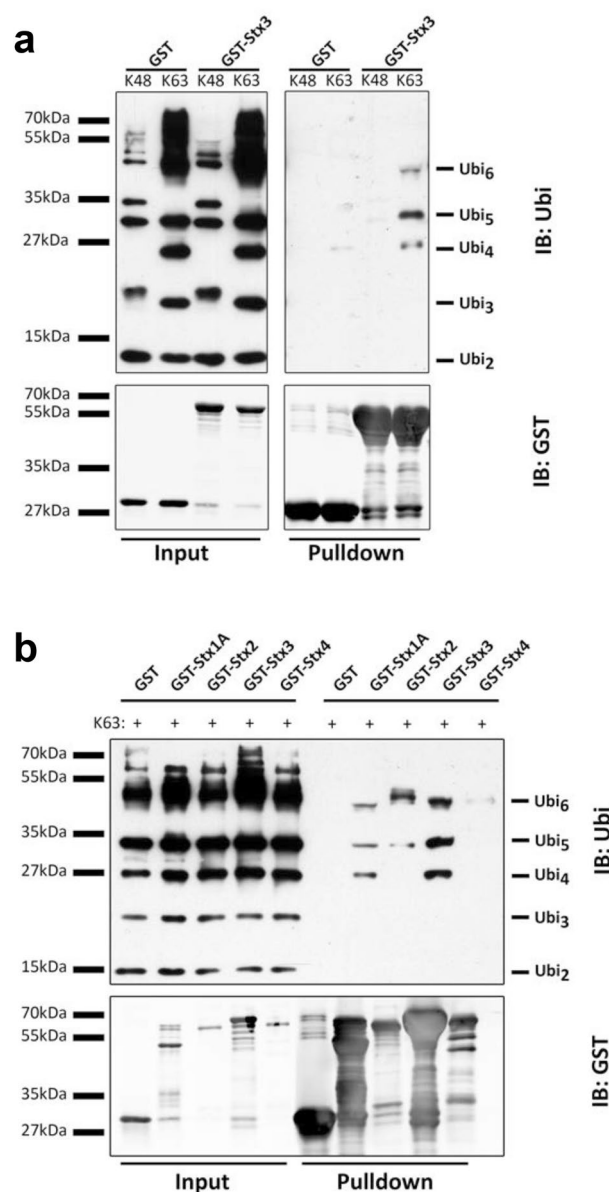 a
GST GST-Stx3 GST GST-Stx3
K48 K63 K48 K63 K48 K63 K48 K63
70kDa
55kDa
35kDa
27kDa
15kDa
Ubi6
Ubi5
Ubi4
Ubi3
Ubi2
IB: Ubi
70kDa
55kDa
35kDa
27kDa
IB: GST
Input Pulldown
b
GST GST-Stx1A GST-Stx2 GST-Stx3 GST-Stx4 GST GST-Stx1A GST-Stx2 GST-Stx3 GST-Stx4
K63: + + + + + + + + + +
70kDa
55kDa
35kDa
27kDa
15kDa
Ubi6
Ubi5
Ubi4
Ubi3
Ubi2
IB: Ubi
70kDa
55kDa
35kDa
27kDa
IB: GST
Input Pulldown